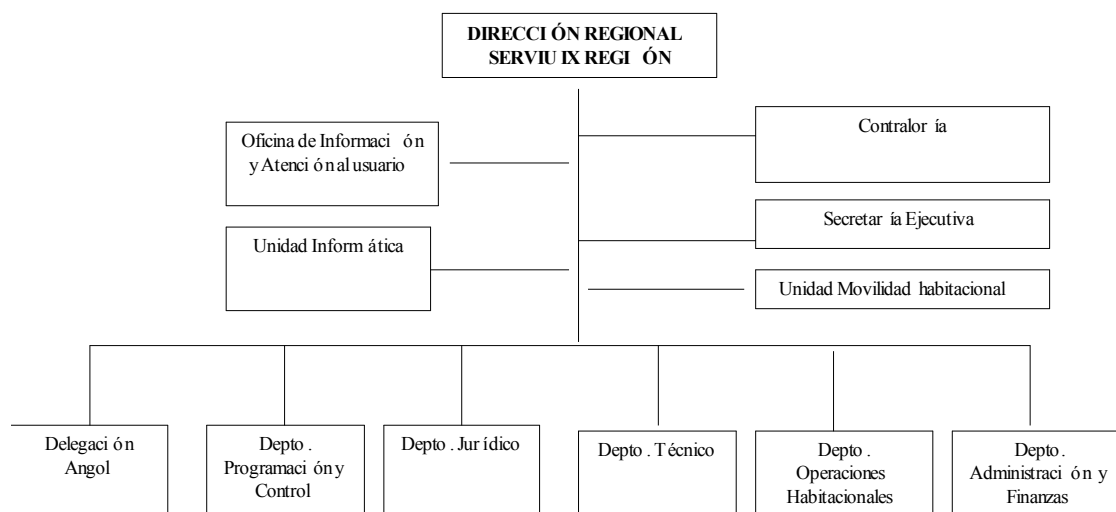 DIRECCIÓN REGIONAL
SERVIU IX REGIÓN
Oficina de Información
y Atención al usuario
Contraloría
Secretaría Ejecutiva
Unidad Informática
Unidad Movilidad habitacional
Delegación
Angol
Depto.
Programación y
Control
Depto. Jurídico
Depto. Técnico
Depto.
Operaciones
Habitacionales
Depto.
Administración y
Finanzas